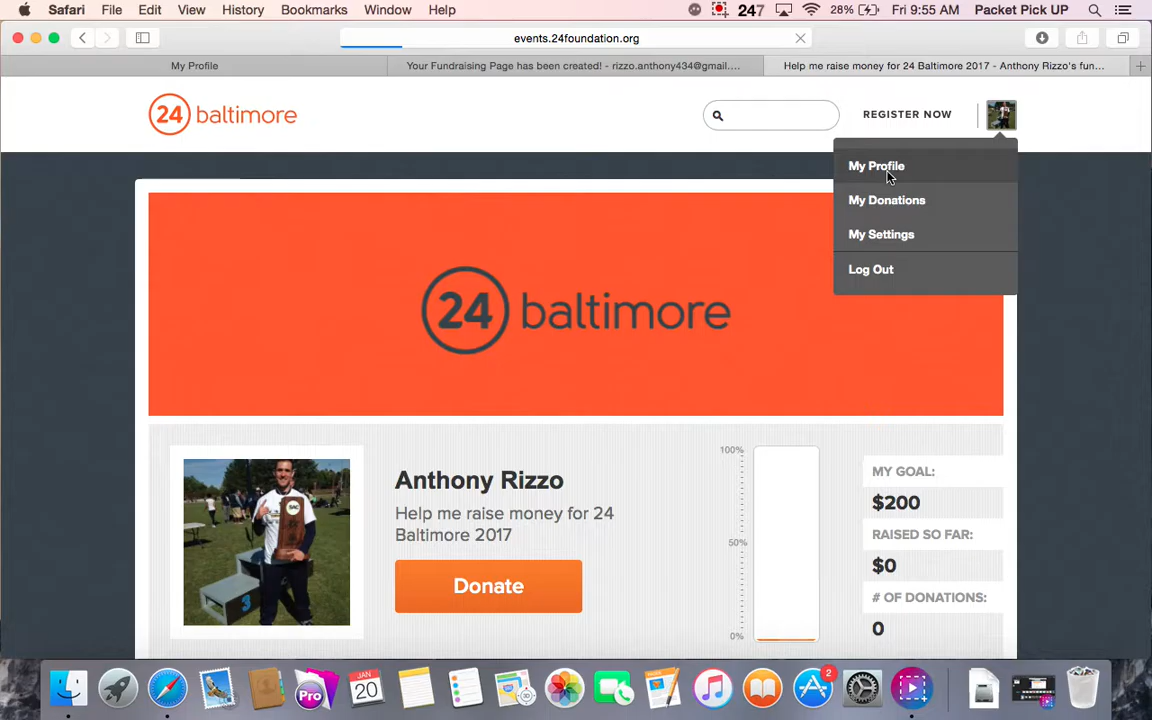 Safari File Edit View History Bookmarks Window Help 247 28% Fri 9:55 AM Packet Pick UP
events.24foundation.org
My Profile Your Fundraising Page has been created! - rizzo.anthony434@gmail.... Help me raise money for 24 Baltimore 2017 - Anthony Rizzo's fun...
24 baltimore REGISTER NOW
My Profile
My Donations
My Settings
Log Out
24 baltimore
Anthony Rizzo
Help me raise money for 24
Baltimore 2017
Donate
100%
50%
0%
MY GOAL:
$200
RAISED SO FAR:
$0
# OF DONATIONS:
0
3
Pro
JAN
20
2